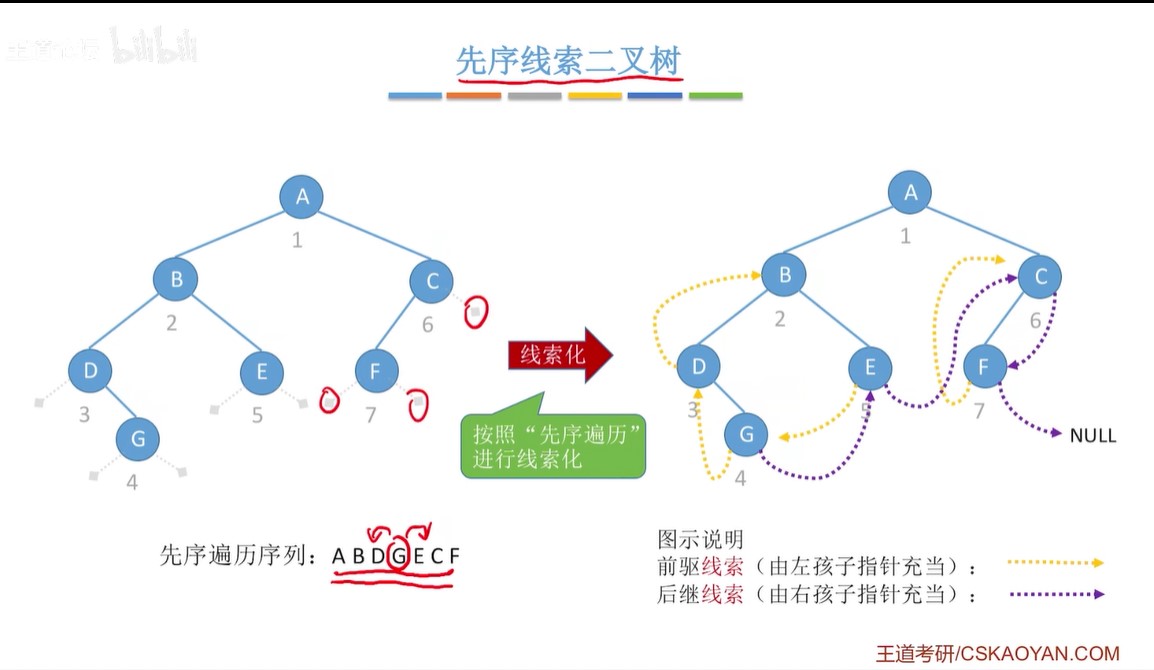 bilibili
先序线索二叉树
A
1
B
2
C
6
D
3
E
5
F
7
G
4
线索化
按照“先序遍历”
进行线索化
A
1
B
2
C
6
D
3
E
5
F
7
G
4
NULL
先序遍历序列：A B D G E C F
图示说明
前驱线索（由左孩子指针充当）：
后继线索（由右孩子指针充当）：
王道考研/CSKAOYAN.COM